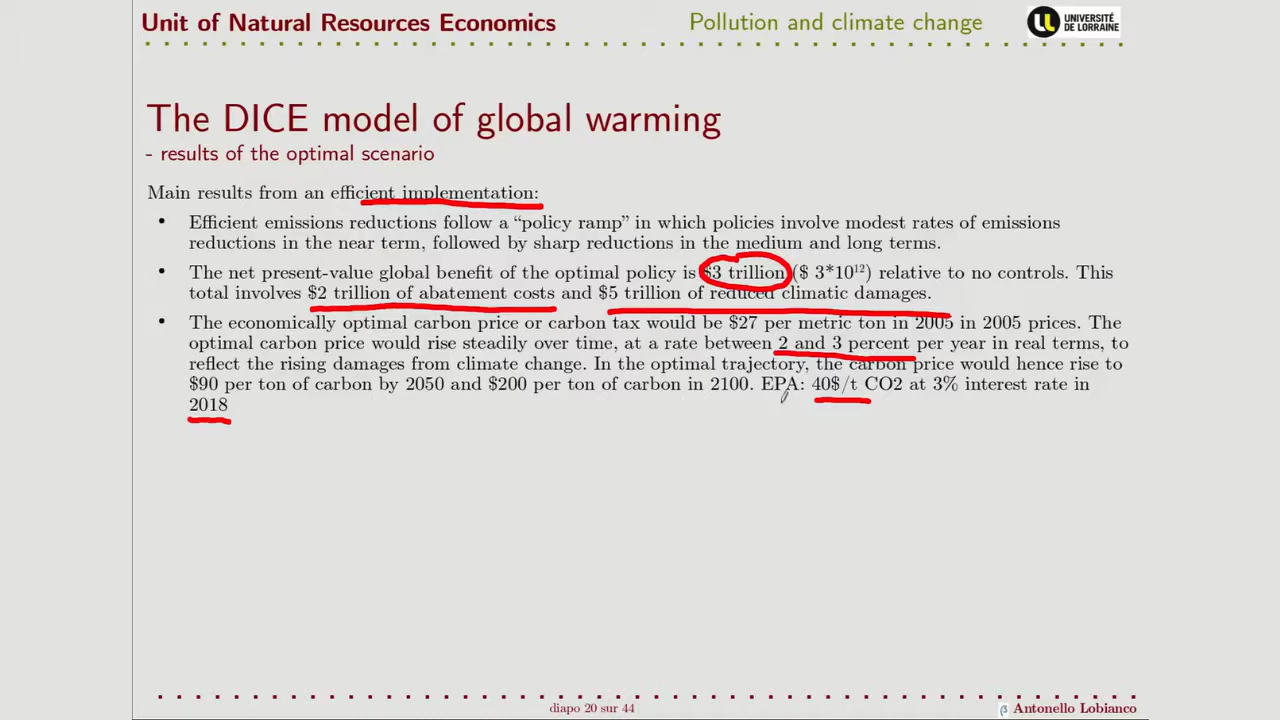 Unit of Natural Resources Economics
Pollution and climate change
UNIVERSITÉ
DE LORRAINE
The DICE model of global warming
- results of the optimal scenario
Main results from an efficient implementation:
• Efficient emissions reductions follow a “policy ramp” in which policies involve modest rates of emissions
reductions in the near term, followed by sharp reductions in the medium and long terms.
• The net present-value global benefit of the optimal policy is $3 trillion ($ 3*10¹²) relative to no controls. This
total involves $2 trillion of abatement costs and $5 trillion of reduced climatic damages.
• The economically optimal carbon price or carbon tax would be $27 per metric ton in 2005 in 2005 prices. The
optimal carbon price would rise steadily over time, at a rate between 2 and 3 percent per year in real terms, to
reflect the rising damages from climate change. In the optimal trajectory, the carbon price would hence rise to
$90 per ton of carbon by 2050 and $200 per ton of carbon in 2100. EPA: 40$/t CO2 at 3% interest rate in
2018
diapo 20 sur 44
Antonello Lobianco